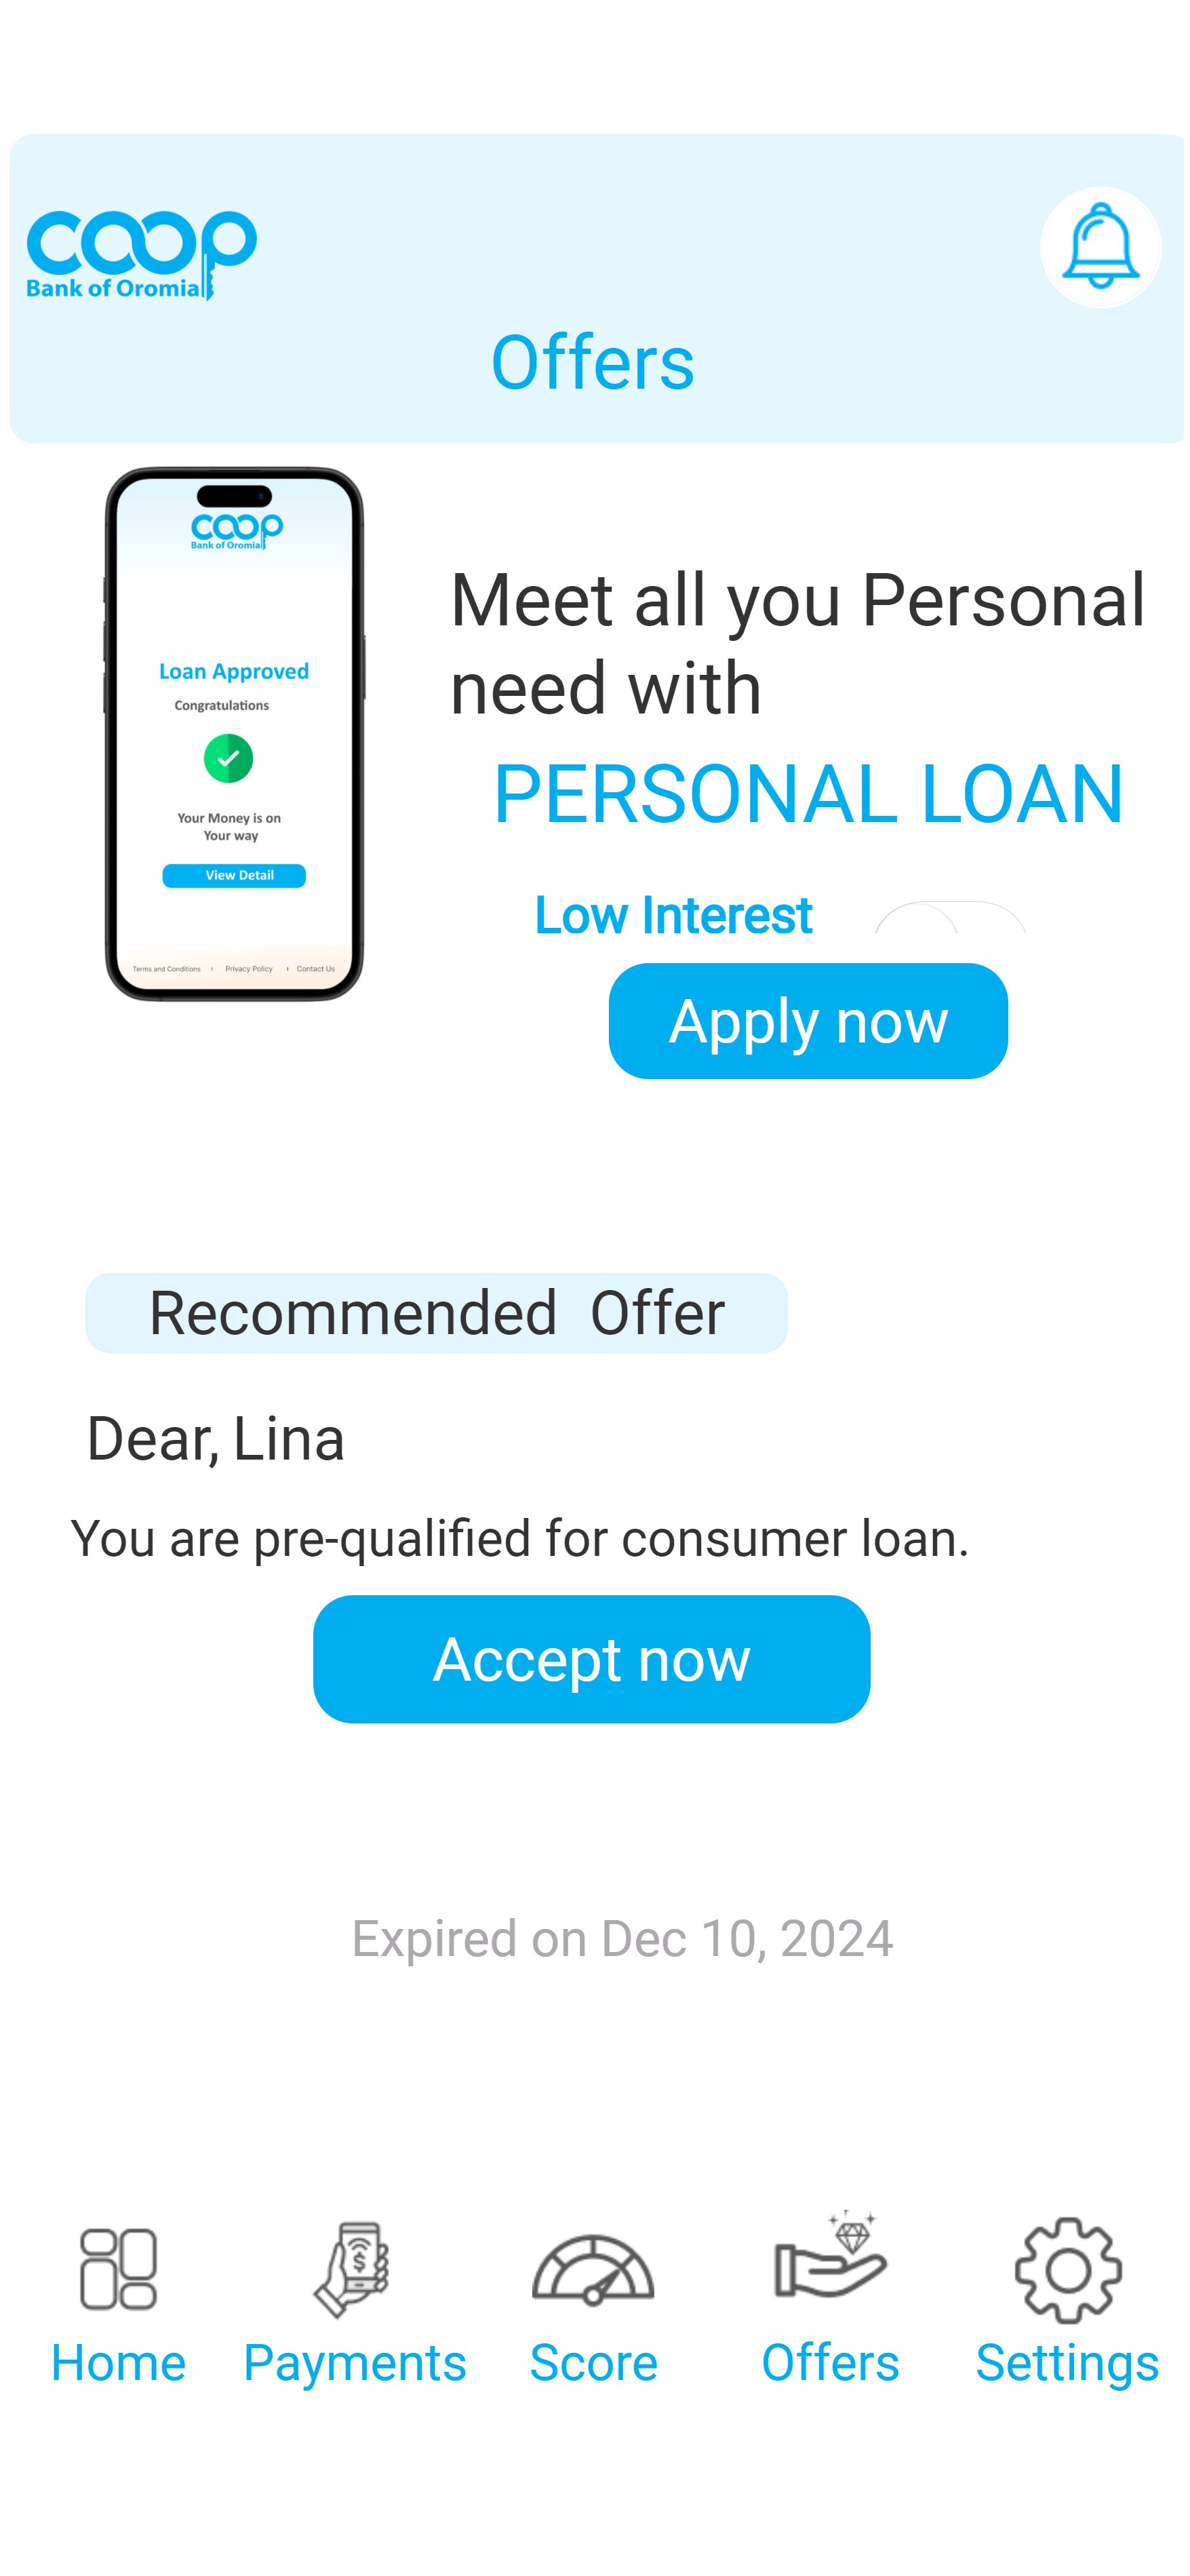 coop
Bank of Oromia
Offers
coop
Bank of Oromia
Loan Approved
Congratulations
Your Money is on
Your way
View Detail
Terms and Conditions | Privacy Policy | Contact Us
Meet all you Personal
need with
PERSONAL LOAN
Low Interest
Apply now
Recommended Offer
Dear, Lina
You are pre-qualified for consumer loan.
Accept now
Expired on Dec 10, 2024
Home Payments Score Offers Settings